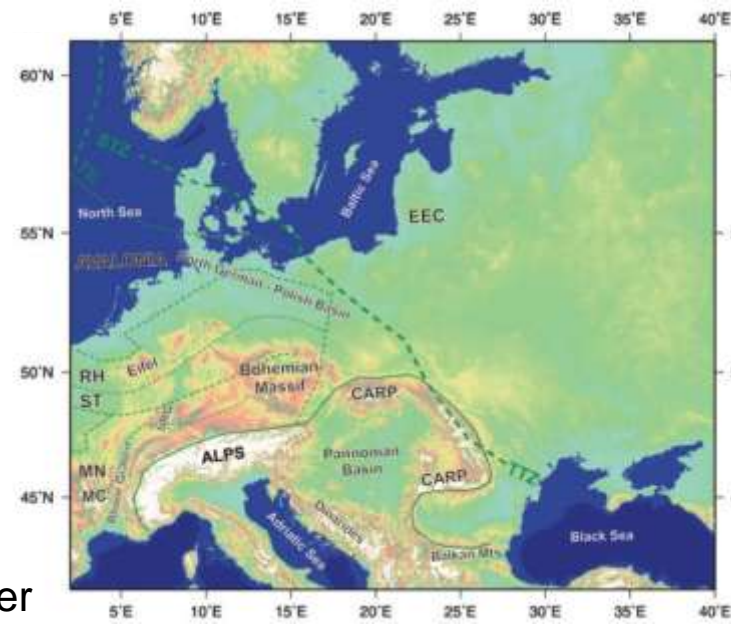 5°E 10°E 15°E 20°E 25°E 30°E 35°E 40°E
60°N
STZ
North Sea
Baltic Sea
55°N
EEC
AVALONIA
North German - Polish Basin
50°N
RH
Eifel
Bohemian
Massif
ST
CARP
ALPS
Pannonian
Basin
MN
CARP
TTZ
MC
45°N
Dinarides
Adriatic Sea
Black Sea
Balkan Mts
er
5°E 10°E 15°E 20°E 25°E 30°E 35°E 40°E